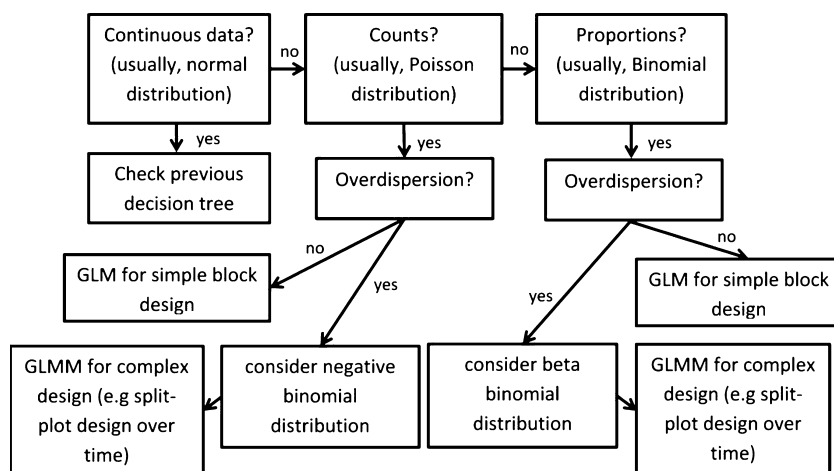 Continuous data?
(usually, normal
distribution)
no
Counts?
(usually, Poisson
distribution)
no
Proportions?
(usually, Binomial
distribution)
yes
yes
yes
Check previous
decision tree
Overdispersion?
Overdispersion?
no
yes
yes
no
GLM for simple block
design
GLM for simple block
design
GLMM for complex
design (e.g split-
plot design over
time)
consider negative
binomial
distribution
consider beta
binomial
distribution
GLMM for complex
design (e.g split-
plot design over
time)